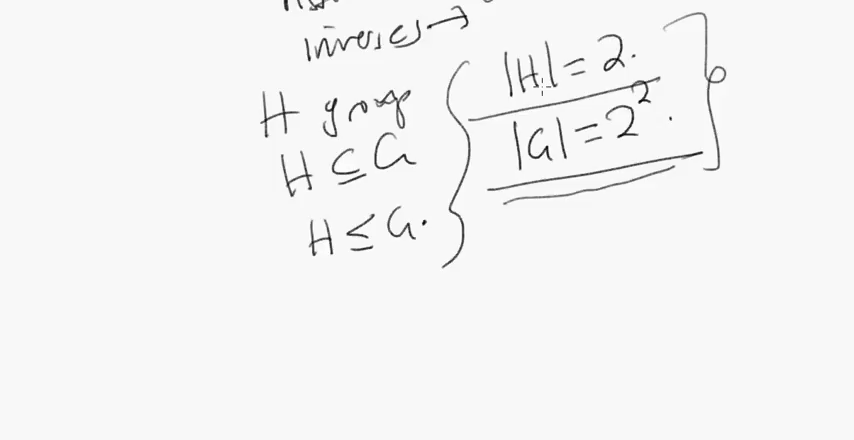 inverses →
H group
H ⊆ G
H ≤ G.
|H| = 2.
|G| = 2².